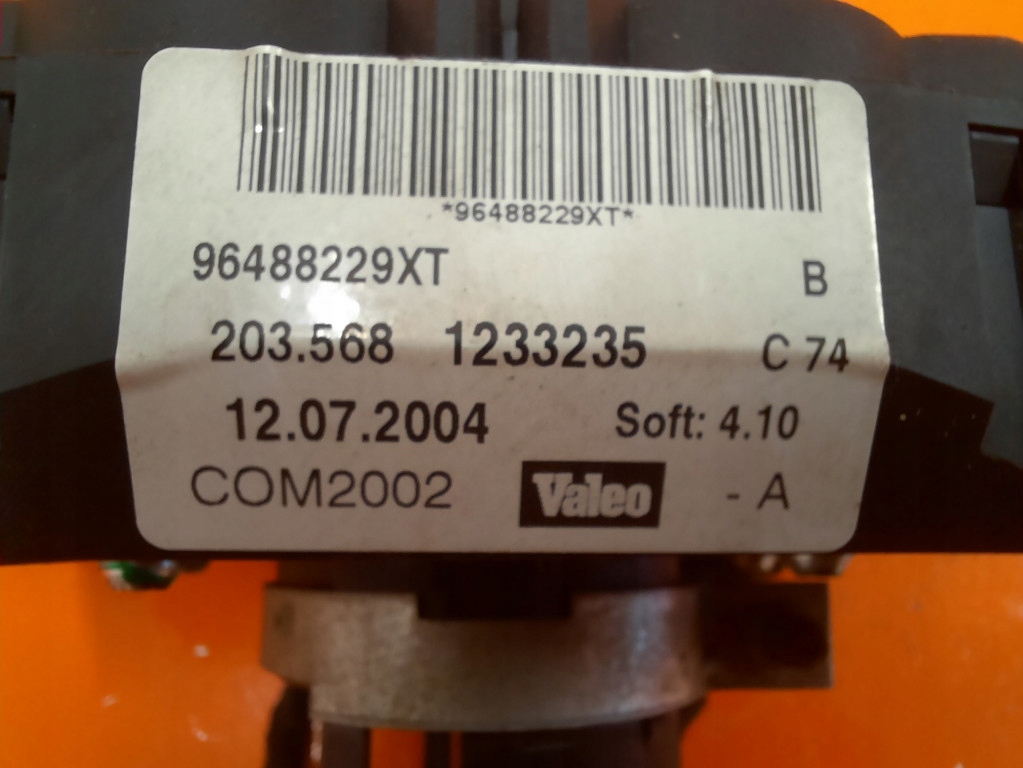 *96488229XT*
96488229XT B
203.568 1233235 C 74
12.07.2004 Soft: 4.10
COM2002 Valeo - A